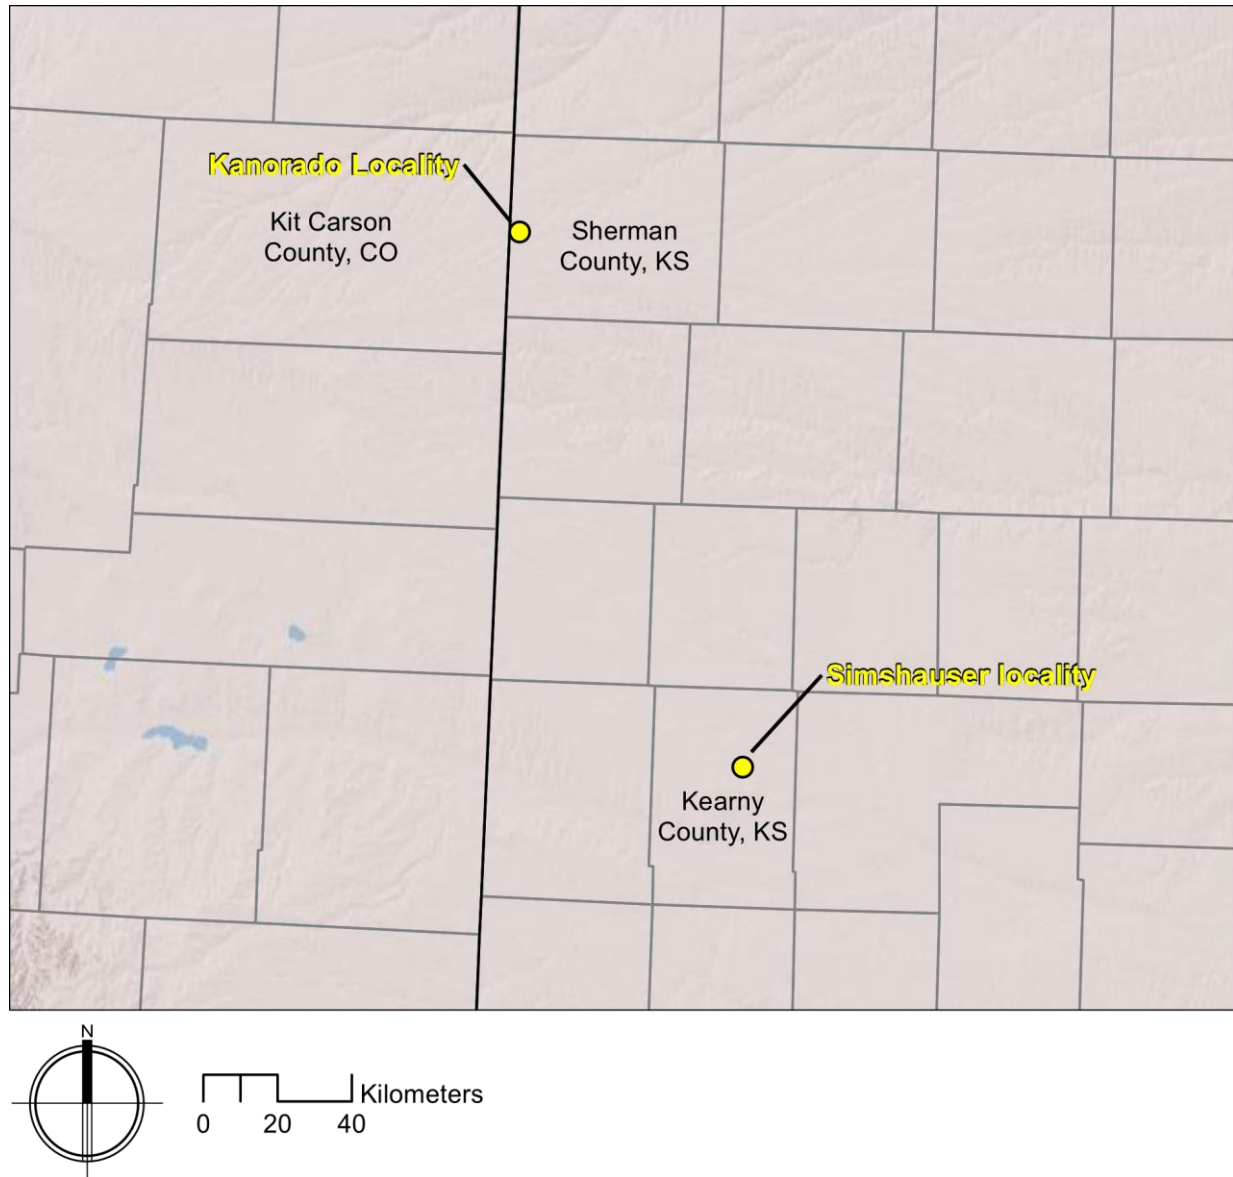 Kanorado Locality
Kit Carson
County, CO
Sherman
County, KS
Simshauser locality
Kearny
County, KS
N
Kilometers
0 20 40